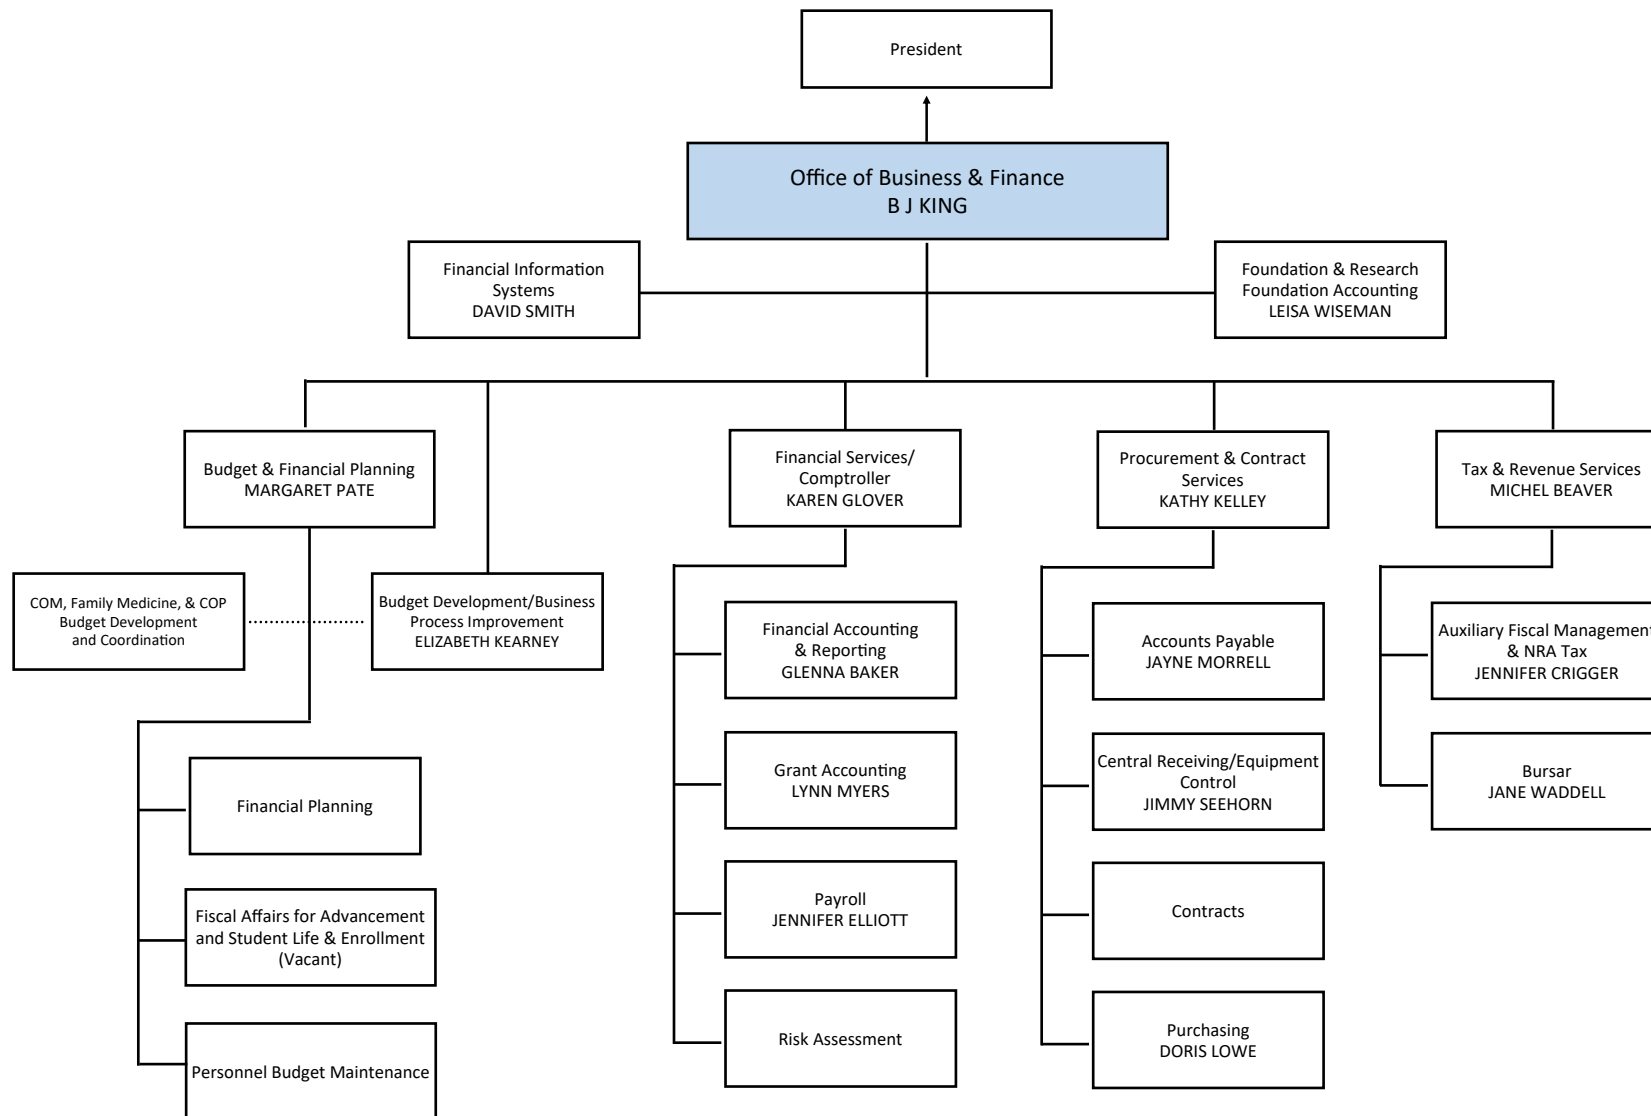 President
Office of Business & Finance
B J KING
Financial Information
Systems
DAVID SMITH
Foundation & Research
Foundation Accounting
LEISA WISEMAN
Budget & Financial Planning
MARGARET PATE
Financial Services/
Comptroller
KAREN GLOVER
Procurement & Contract
Services
KATHY KELLEY
Tax & Revenue Services
MICHEL BEAVER
COM, Family Medicine, & COP
Budget Development
and Coordination
Budget Development/Business
Process Improvement
ELIZABETH KEARNEY
Financial Accounting
& Reporting
GLENNA BAKER
Accounts Payable
JAYNE MORRELL
Auxiliary Fiscal Management
& NRA Tax
JENNIFER CRIGGER
Financial Planning
Grant Accounting
LYNN MYERS
Central Receiving/Equipment
Control
JIMMY SEEHORN
Bursar
JANE WADDELL
Fiscal Affairs for Advancement
and Student Life & Enrollment
(Vacant)
Payroll
JENNIFER ELLIOTT
Contracts
Personnel Budget Maintenance
Risk Assessment
Purchasing
DORIS LOWE